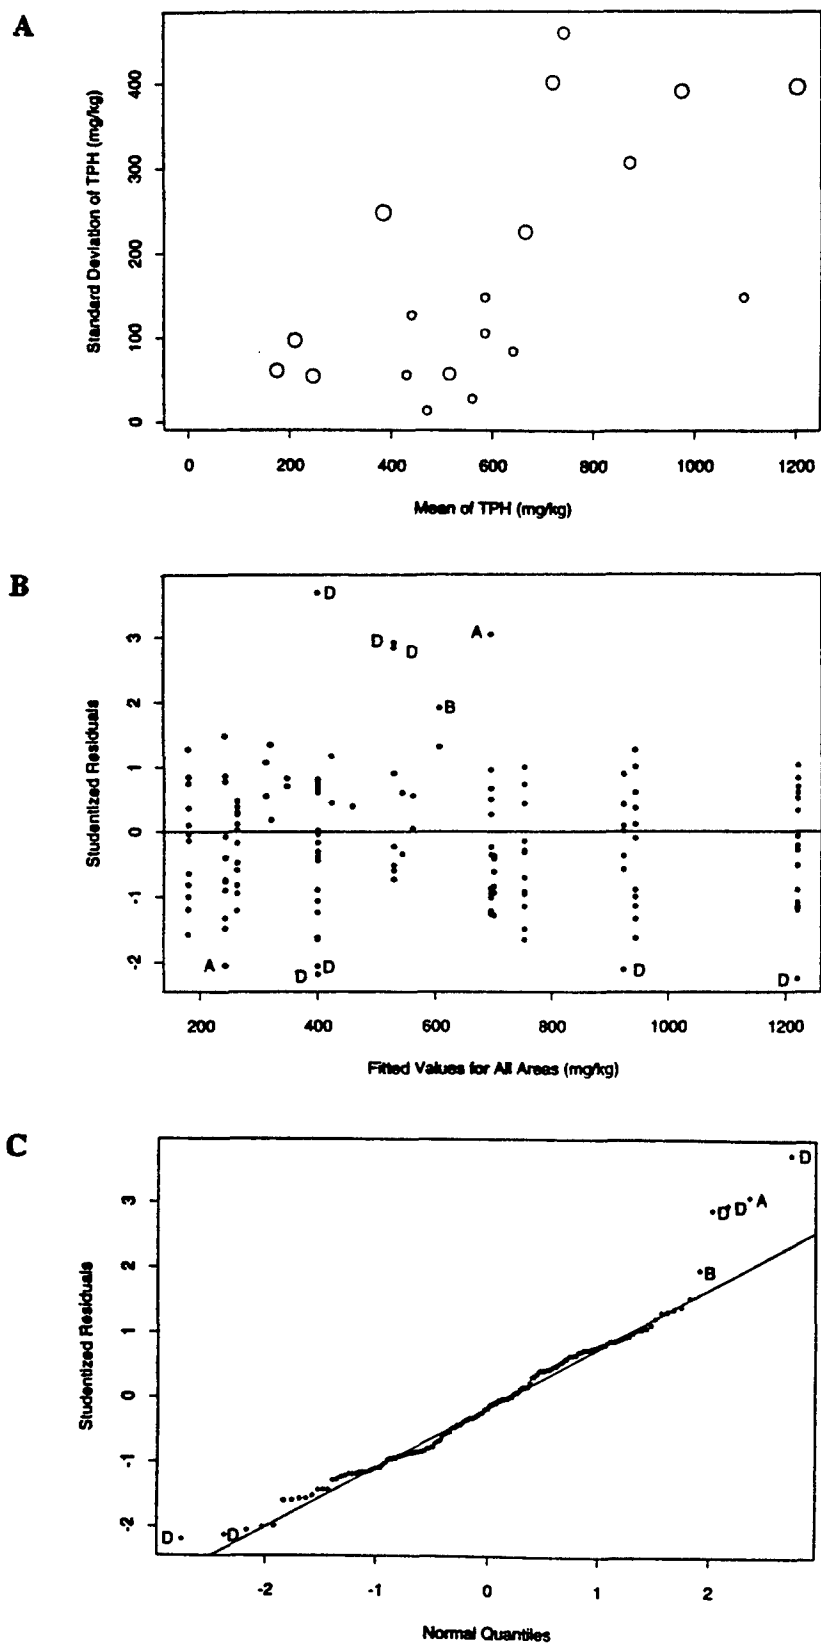 A
Standard Deviation of TPH (mg/kg)
400
300
200
100
0
0 200 400 600 800 1000 1200
Mean of TPH (mg/kg)
B
Studentized Residuals
3
2
1
0
-1
-2
D
D
D
A
B
A
D
D
D
D
200 400 600 800 1000 1200
Fitted Values for All Areas (mg/kg)
C
Studentized Residuals
3
2
1
0
-1
-2
D
D D A
B
D
D
-2 -1 0 1 2
Normal Quantiles